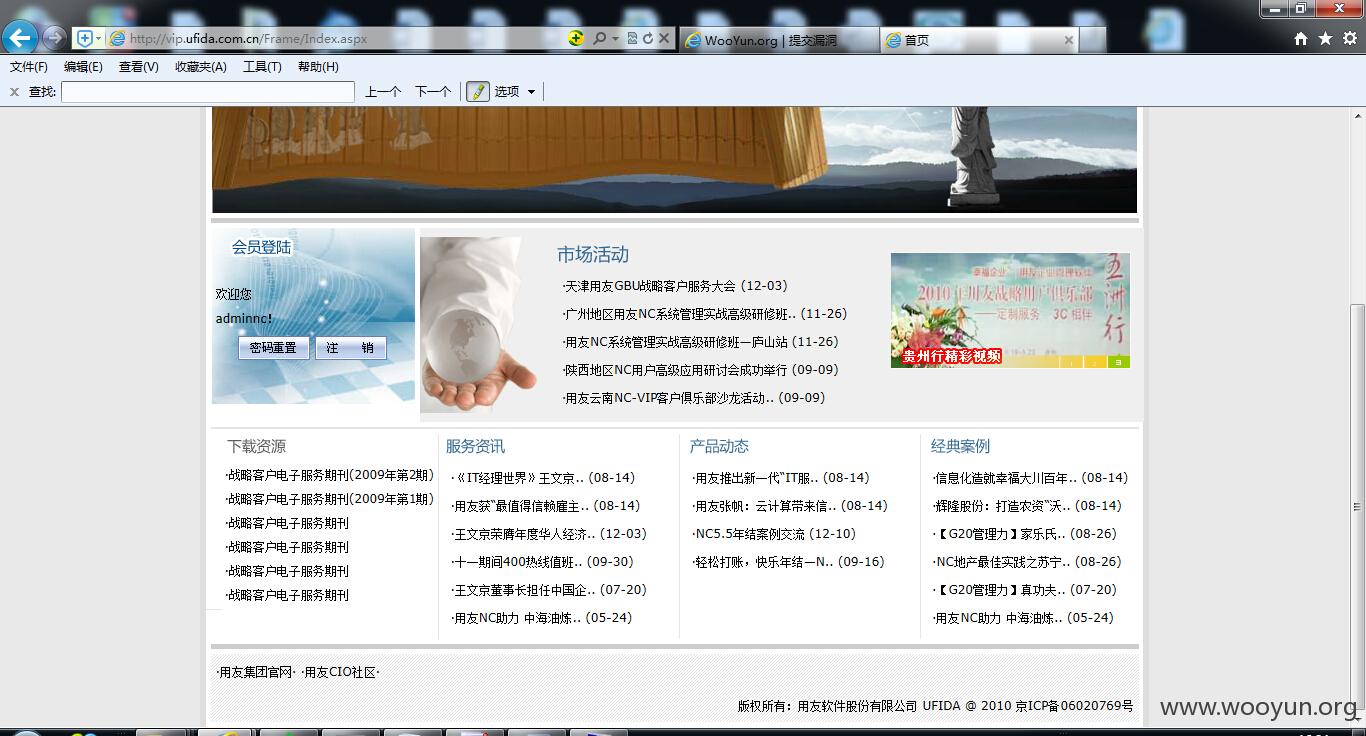 http://vip.ufida.com.cn/Frame/Index.aspx
WooYun.org | 提交漏洞
首页
文件(F) 编辑(E) 查看(V) 收藏夹(A) 工具(T) 帮助(H)
查找: 上一个 下一个 选项
会员登陆
欢迎您
adminnc!
密码重置 注 销
市场活动
·天津用友GBU战略客户服务大会 (12-03)
·广州地区用友NC系统管理实战高级研修班.. (11-26)
·用友NC系统管理实战高级研修班—庐山站 (11-26)
·陕西地区NC用户高级应用研讨会成功举行 (09-09)
·用友云南NC-VIP客户俱乐部沙龙活动.. (09-09)
2010年用友战略用户俱乐部
——定制服务 3C相伴
五洲行
贵州行精彩视频
1 2 3
下载资源
·战略客户电子服务期刊(2009年第2期)
·战略客户电子服务期刊(2009年第1期)
·战略客户电子服务期刊
·战略客户电子服务期刊
·战略客户电子服务期刊
·战略客户电子服务期刊
服务资讯
·《IT经理世界》王文京.. (08-14)
·用友获“最值得信赖雇主.. (08-14)
·王文京荣膺年度华人经济.. (12-03)
·十一期间400热线值班.. (09-30)
·王文京董事长担任中国企.. (07-20)
·用友NC助力 中海油炼.. (05-24)
产品动态
·用友推出新一代“IT服.. (08-14)
·用友张帆：云计算带来信.. (08-14)
·NC5.5年结案例交流 (12-10)
·轻松打账，快乐年结—N.. (09-16)
经典案例
·信息化造就幸福大川百年.. (08-14)
·辉隆股份：打造农资“沃.. (08-14)
·【G20管理力】家乐氏.. (08-26)
·NC地产最佳实践之苏宁.. (08-26)
·【G20管理力】真功夫.. (07-20)
·用友NC助力 中海油炼.. (05-24)
·用友集团官网· ·用友CIO社区·
版权所有：用友软件股份有限公司 UFIDA @ 2010 京ICP备06020769号
www.wooyun.org